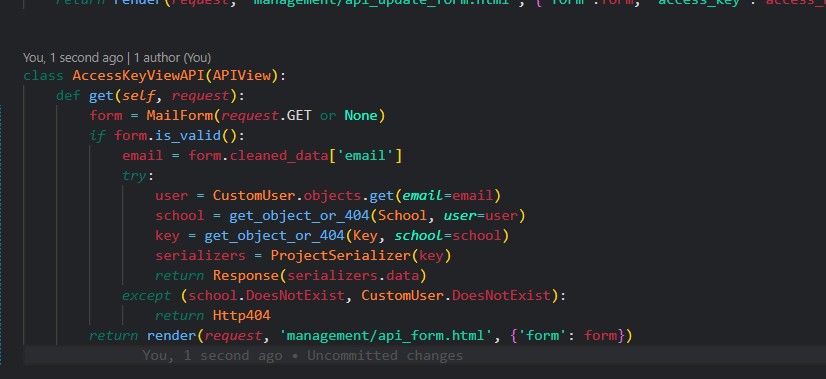 return render(request, 'management/api_update_form.html', {'form':form, 'access_key':
You, 1 second ago | 1 author (You)
class AccessKeyViewAPI(APIView):
    def get(self, request):
        form = MailForm(request.GET or None)
        if form.is_valid():
            email = form.cleaned_data['email']
            try:
                user = CustomUser.objects.get(email=email)
                school = get_object_or_404(School, user=user)
                key = get_object_or_404(Key, school=school)
                serializers = ProjectSerializer(key)
                return Response(serializers.data)
            except (school.DoesNotExist, CustomUser.DoesNotExist):
                return Http404
        return render(request, 'management/api_form.html', {'form': form})
You, 1 second ago • Uncommitted changes